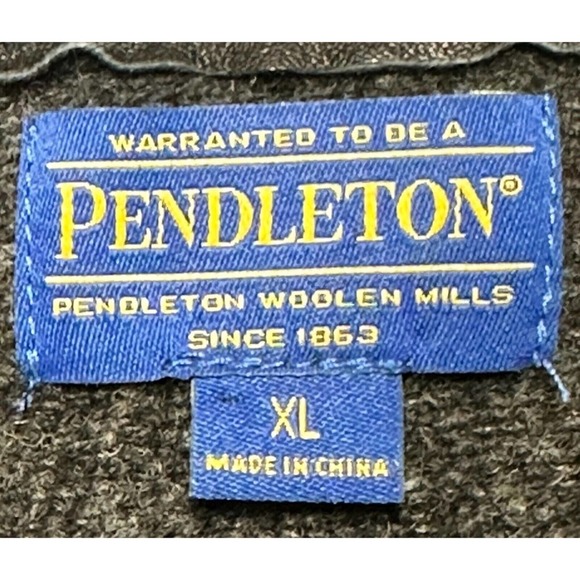 WARRANTED TO BE A
PENDLETON®
PENDLETON WOOLEN MILLS
SINCE 1863
XL
MADE IN CHINA